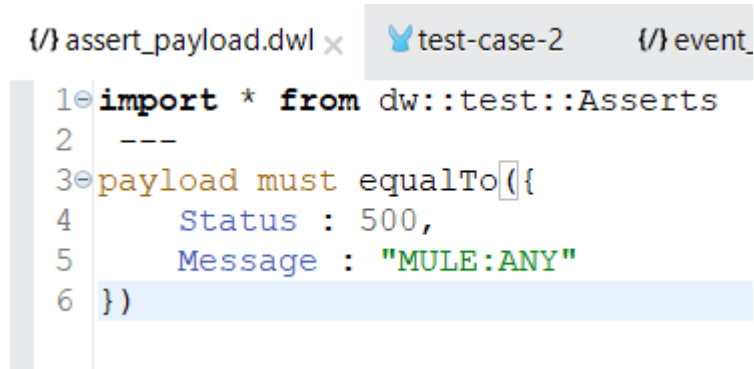 {/} assert_payload.dwl test-case-2 {/} event_
1 import * from dw::test::Asserts
2 ---
3 payload must equalTo({
4 Status : 500,
5 Message : "MULE:ANY"
6 })